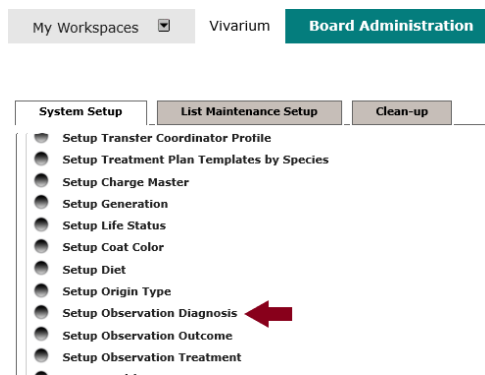 My Workspaces Vivarium Board Administration
System Setup List Maintenance Setup Clean-up
Setup Transfer Coordinator Profile
Setup Treatment Plan Templates by Species
Setup Charge Master
Setup Generation
Setup Life Status
Setup Coat Color
Setup Diet
Setup Origin Type
Setup Observation Diagnosis
Setup Observation Outcome
Setup Observation Treatment